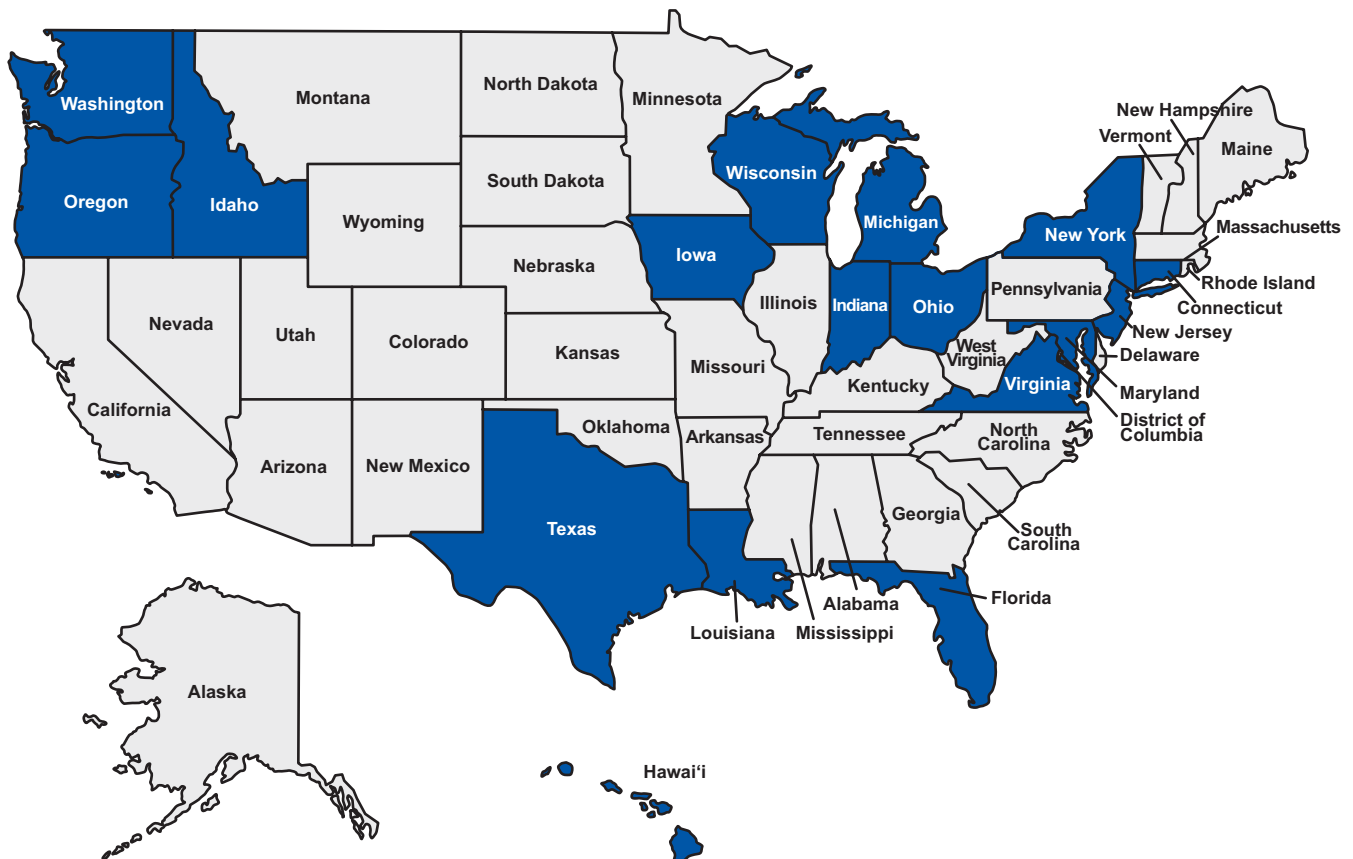 New Hampshire
Vermont
Maine
Washington
Montana
North Dakota
Minnesota
Wisconsin
Michigan
New York
Massachusetts
Oregon
Idaho
Wyoming
South Dakota
Iowa
Nebraska
Illinois
Indiana
Ohio
Pennsylvania
Rhode Island
Connecticut
New Jersey
Nevada
Utah
Colorado
Kansas
Missouri
Kentucky
West
Virginia
Virginia
Delaware
Maryland
District of
Columbia
California
Arizona
New Mexico
Oklahoma
Arkansas
Tennessee
North
Carolina
Texas
Georgia
South
Carolina
Louisiana
Mississippi
Alabama
Florida
Alaska
Hawai‘i